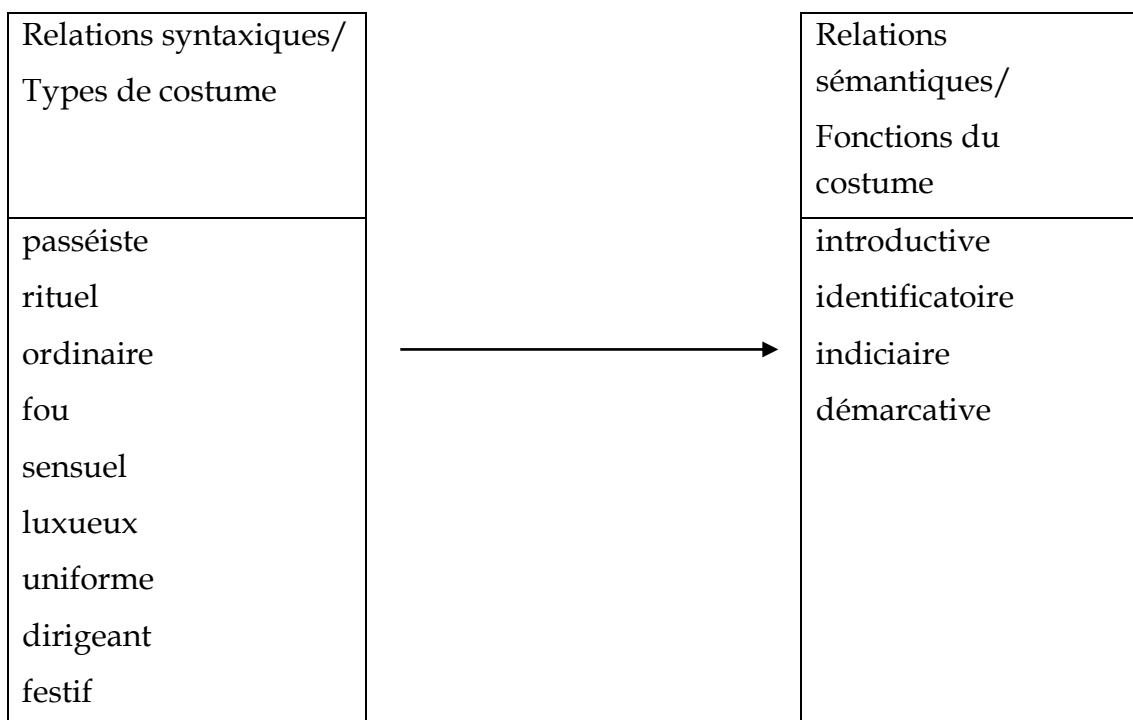 Relations syntaxiques/
Types de costume
passéiste
rituel
ordinaire
fou
sensuel
luxueux
uniforme
dirigeant
festif
Relations
sémantiques/
Fonctions du
costume
introductive
identificatoire
indiciaire
démarcative